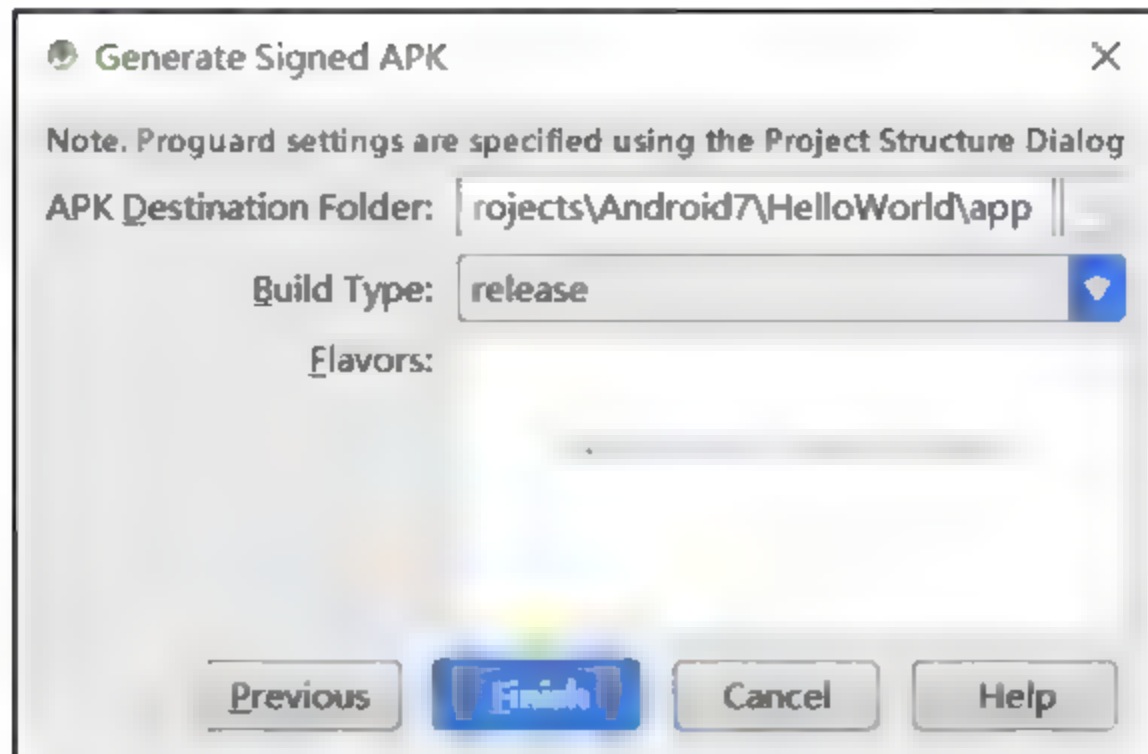 Generate Signed APK
Note. Proguard settings are specified using the Project Structure Dialog
APK Destination Folder: rojects\Android7\HelloWorld\app
Build Type: release
Flavors:
Previous Finish Cancel Help